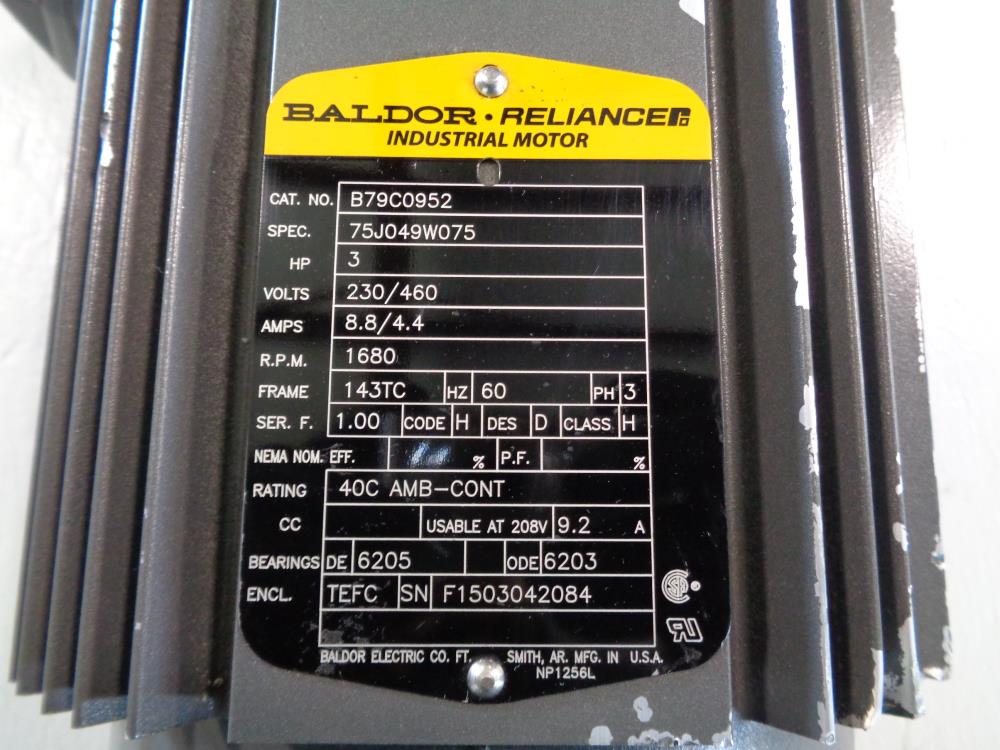 BALDOR • RELIANCE
INDUSTRIAL MOTOR
CAT. NO. B79C0952
SPEC. 75J049W075
HP 3
VOLTS 230/460
AMPS 8.8/4.4
R.P.M. 1680
FRAME 143TC HZ 60 PH 3
SER. F. 1.00 CODE H DES D CLASS H
NEMA NOM. EFF. % P.F. %
RATING 40C AMB-CONT
CC USABLE AT 208V 9.2 A
BEARINGS DE 6205 ODE 6203
ENCL. TEFC SN F1503042084
BALDOR ELECTRIC CO. FT. SMITH, AR. MFG. IN U.S.A.
NP1256L